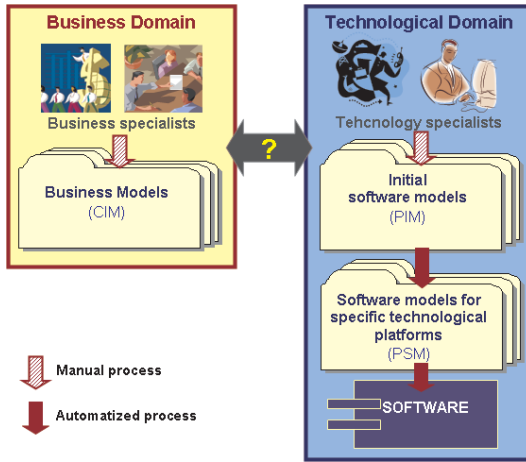 Business Domain
Business specialists
Business Models
(CIM)
?
Technological Domain
Tehcnology specialists
Initial
software models
(PIM)
Software models for
specific technological
platforms
(PSM)
SOFTWARE
Manual process
Automatized process